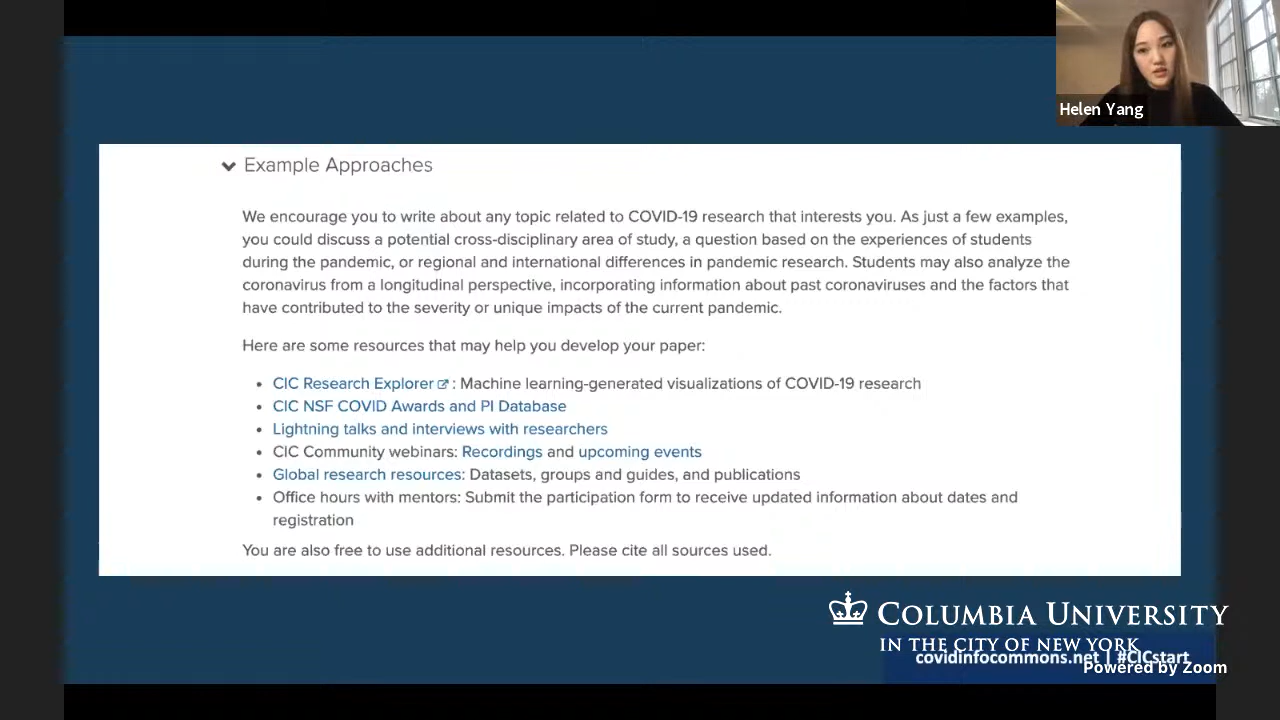 Helen Yang
Example Approaches
We encourage you to write about any topic related to COVID-19 research that interests you. As just a few examples,
you could discuss a potential cross-disciplinary area of study, a question based on the experiences of students
during the pandemic, or regional and international differences in pandemic research. Students may also analyze the
coronavirus from a longitudinal perspective, incorporating information about past coronaviruses and the factors that
have contributed to the severity or unique impacts of the current pandemic.
Here are some resources that may help you develop your paper:
• CIC Research Explorer : Machine learning-generated visualizations of COVID-19 research
• CIC NSF COVID Awards and PI Database
• Lightning talks and interviews with researchers
• CIC Community webinars: Recordings and upcoming events
• Global research resources: Datasets, groups and guides, and publications
• Office hours with mentors: Submit the participation form to receive updated information about dates and
registration
You are also free to use additional resources. Please cite all sources used.
COLUMBIA UNIVERSITY
IN THE CITY OF NEW YORK
covidinfocommons.net | #CICstart
Powered by Zoom